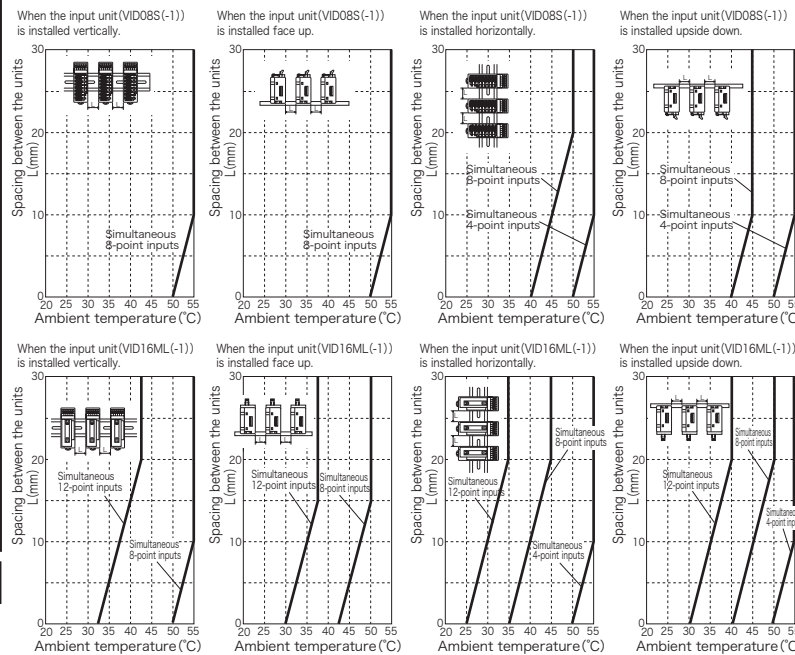 When the input unit(VID08S(-1))
is installed vertically.
Spacing between the units
L(mm)
30
20
10
0
L
L
Simultaneous
8-point inputs
20 25 30 35 40 45 50 55
Ambient temperature(°C)
When the input unit(VID08S(-1))
is installed face up.
Spacing between the units
L(mm)
30
20
10
0
L
L
Simultaneous
8-point inputs
20 25 30 35 40 45 50 55
Ambient temperature(°C)
When the input unit(VID08S(-1))
is installed horizontally.
Spacing between the units
L(mm)
30
20
10
0
L
L
Simultaneous
8-point inputs
Simultaneous
4-point inputs
20 25 30 35 40 45 50 55
Ambient temperature(°C)
When the input unit(VID08S(-1))
is installed upside down.
Spacing between the units
L(mm)
30
20
10
0
L
L
Simultaneous
8-point inputs
Simultaneous
4-point inputs
20 25 30 35 40 45 50 55
Ambient temperature(°C
When the input unit(VID16ML(-1))
is installed vertically.
Spacing between the units
L(mm)
30
20
10
0
L
L
Simultaneous
12-point inputs
Simultaneous
8-point inputs
20 25 30 35 40 45 50 55
Ambient temperature(°C)
When the input unit(VID16ML(-1))
is installed face up.
Spacing between the units
L(mm)
30
20
10
0
L
L
Simultaneous
12-point inputs
Simultaneous
8-point inputs
20 25 30 35 40 45 50 55
Ambient temperature(°C)
When the input unit(VID16ML(-1))
is installed horizontally.
Spacing between the units
L(mm)
30
20
10
0
L
L
Simultaneous
8-point inputs
Simultaneous
12-point inputs
Simultaneous
4-point inputs
20 25 30 35 40 45 50 55
Ambient temperature(°C)
When the input unit(VID16ML(-1))
is installed upside down.
Spacing between the units
L(mm)
30
20
10
0
L
L
Simultaneous
8-point inputs
Simultaneous
12-point inputs
4-point inp
20 25 30 35 40 45 50 55
Ambient temperature(°C